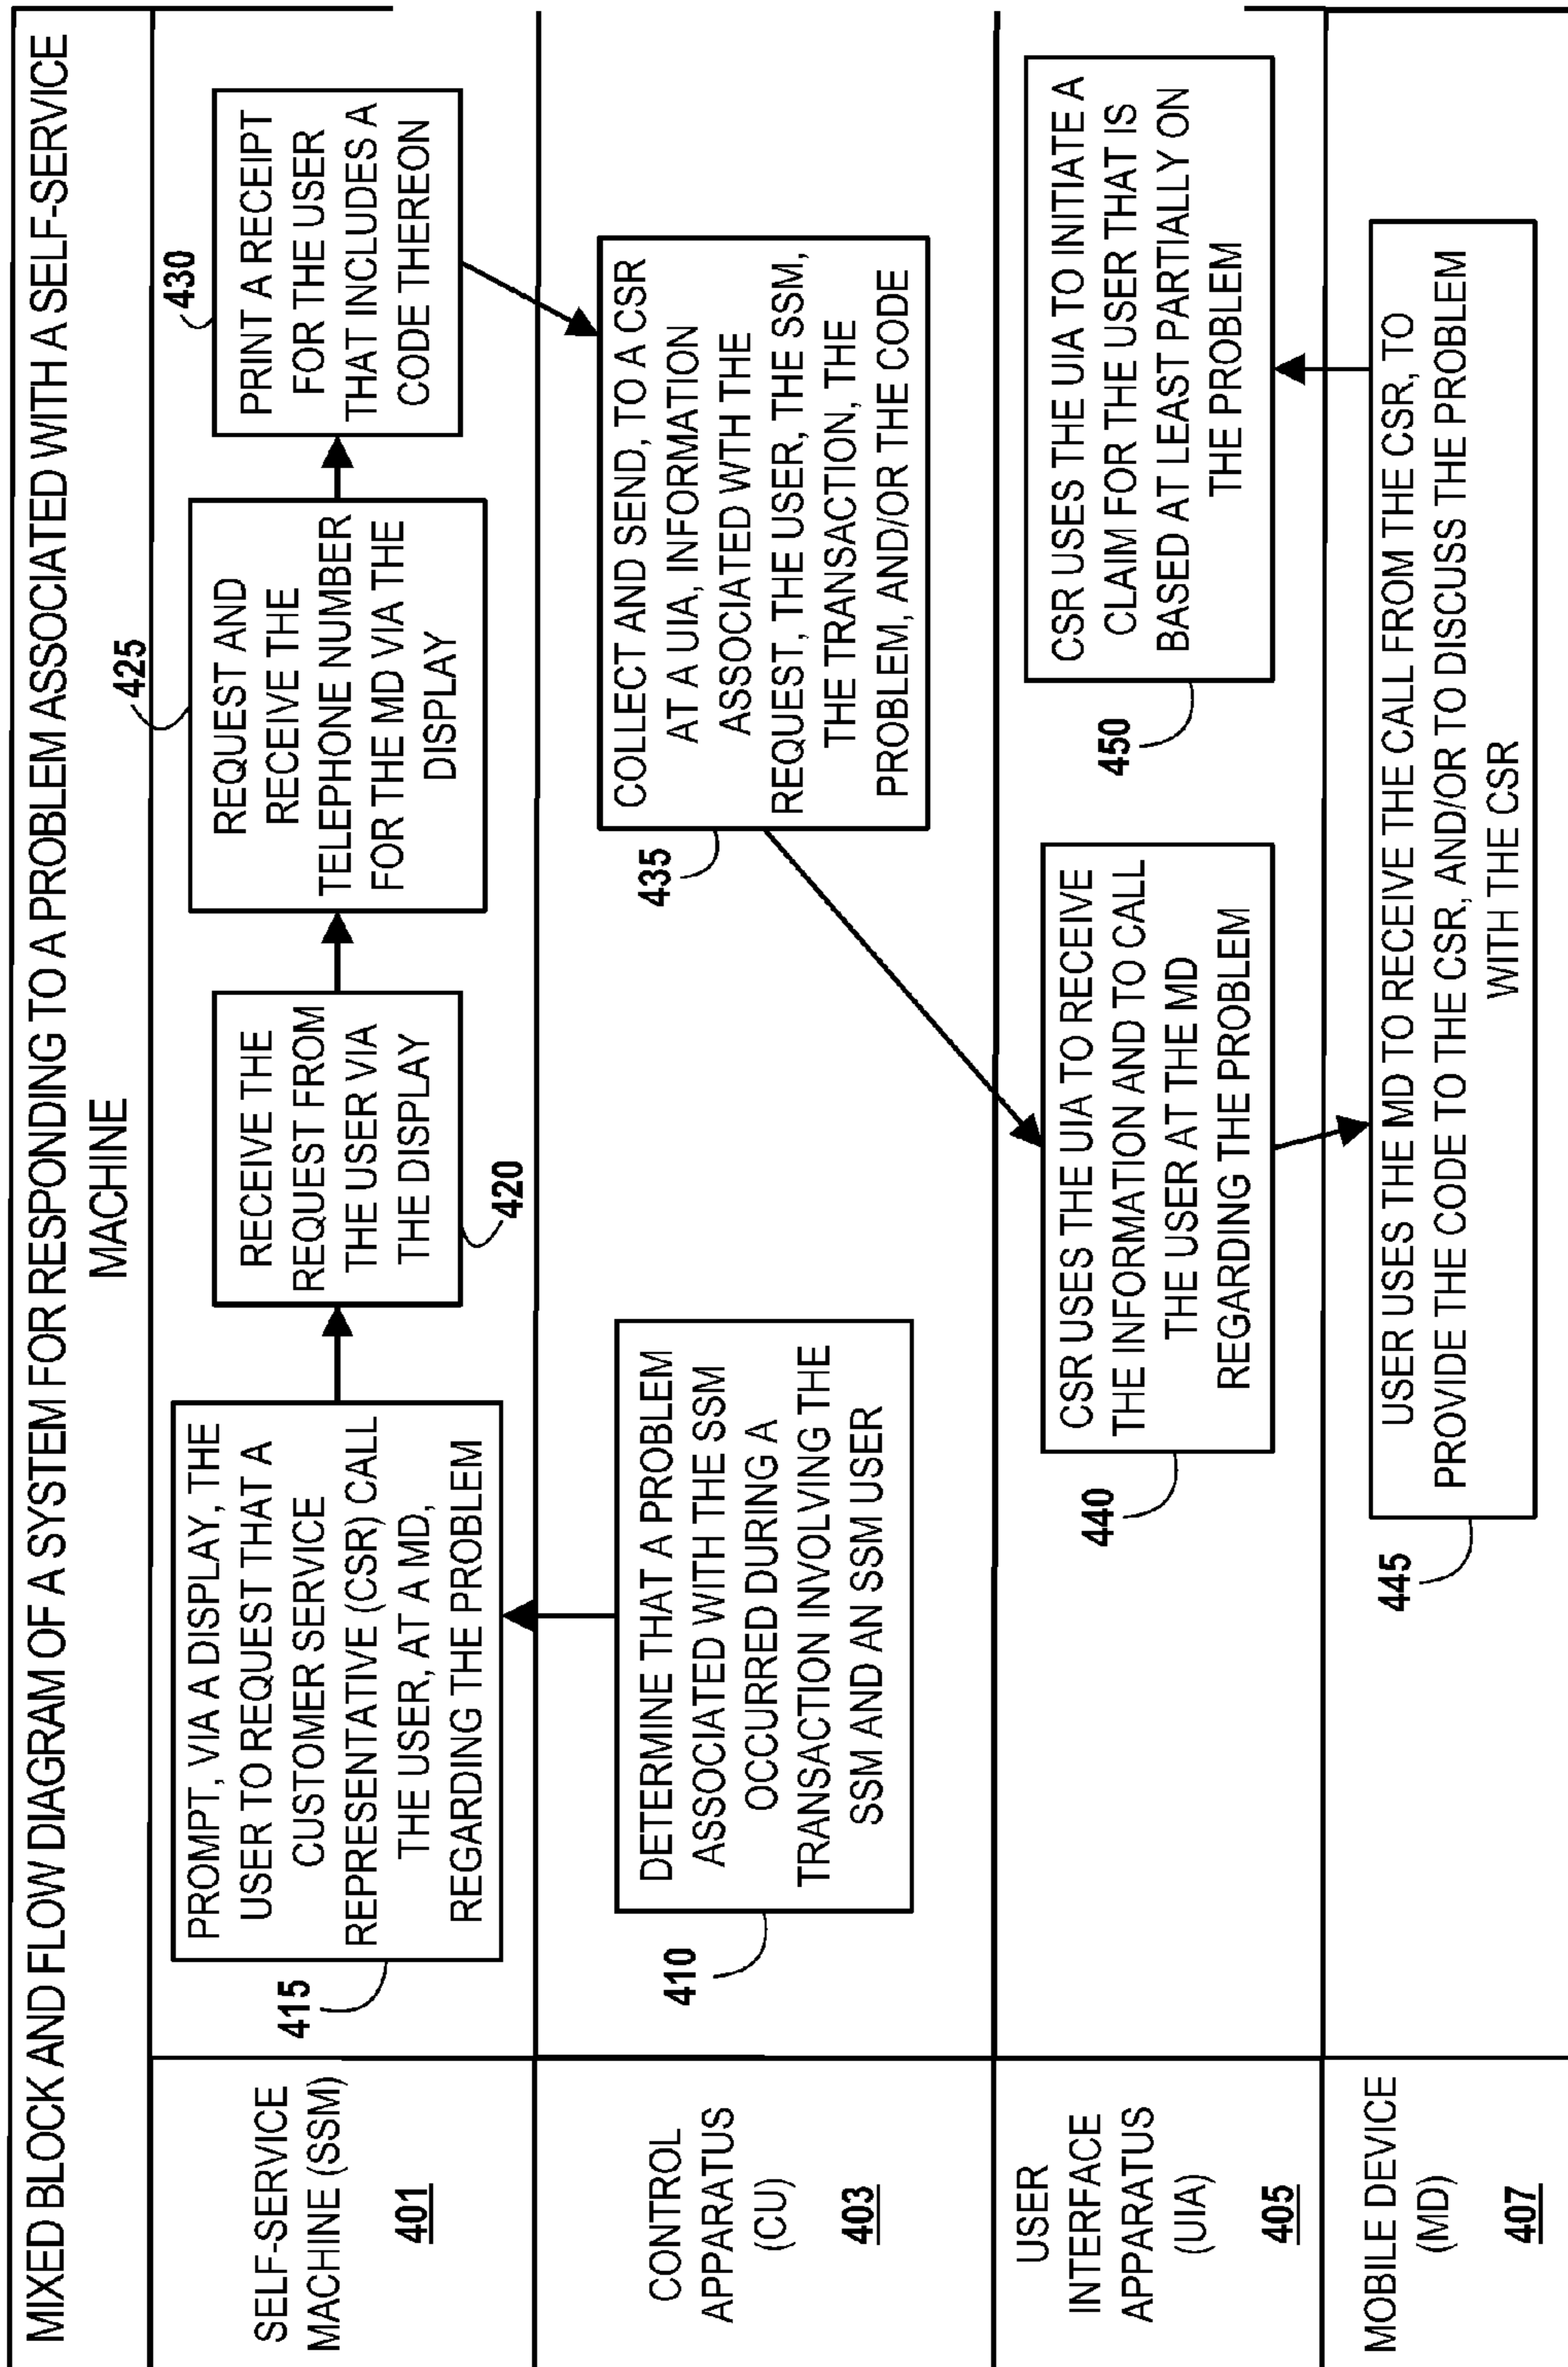 MIXED BLOCK AND FLOW DIAGRAM OF A SYSTEM FOR RESPONDING TO A PROBLEM ASSOCIATED WITH A SELF-SERVICE
MACHINE
SELF-SERVICE
MACHINE (SSM)
401
415
PROMPT, VIA A DISPLAY, THE
USER TO REQUEST THAT A
CUSTOMER SERVICE
REPRESENTATIVE (CSR) CALL
THE USER, AT A MD,
REGARDING THE PROBLEM
RECEIVE THE
REQUEST FROM
THE USER VIA
THE DISPLAY
420
425
REQUEST AND
RECEIVE THE
TELEPHONE NUMBER
FOR THE MD VIA THE
DISPLAY
430
PRINT A RECEIPT
FOR THE USER
THAT INCLUDES A
CODE THEREON
CONTROL
APPARATUS
(CU)
403
410
DETERMINE THAT A PROBLEM
ASSOCIATED WITH THE SSM
OCCURRED DURING A
TRANSACTION INVOLVING THE
SSM AND AN SSM USER
435
COLLECT AND SEND, TO A CSR
AT A UIA, INFORMATION
ASSOCIATED WTH THE
REQUEST, THE USER, THE SSM,
THE TRANSACTION, THE
PROBLEM, AND/OR THE CODE
USER
INTERFACE
APPARATUS
(UIA)
405
440
CSR USES THE UIA TO RECEIVE
THE INFORMATION AND TO CALL
THE USER AT THE MD
REGARDING THE PROBLEM
450
CSR USES THE UIA TO INITIATE A
CLAIM FOR THE USER THAT IS
BASED AT LEAST PARTIALLY ON
THE PROBLEM
MOBILE DEVICE
(MD)
407
445
USER USES THE MD TO RECEIVE THE CALL FROM THE CSR, TO
PROVIDE THE CODE TO THE CSR, AND/OR TO DISCUSS THE PROBLEM
WITH THE CSR